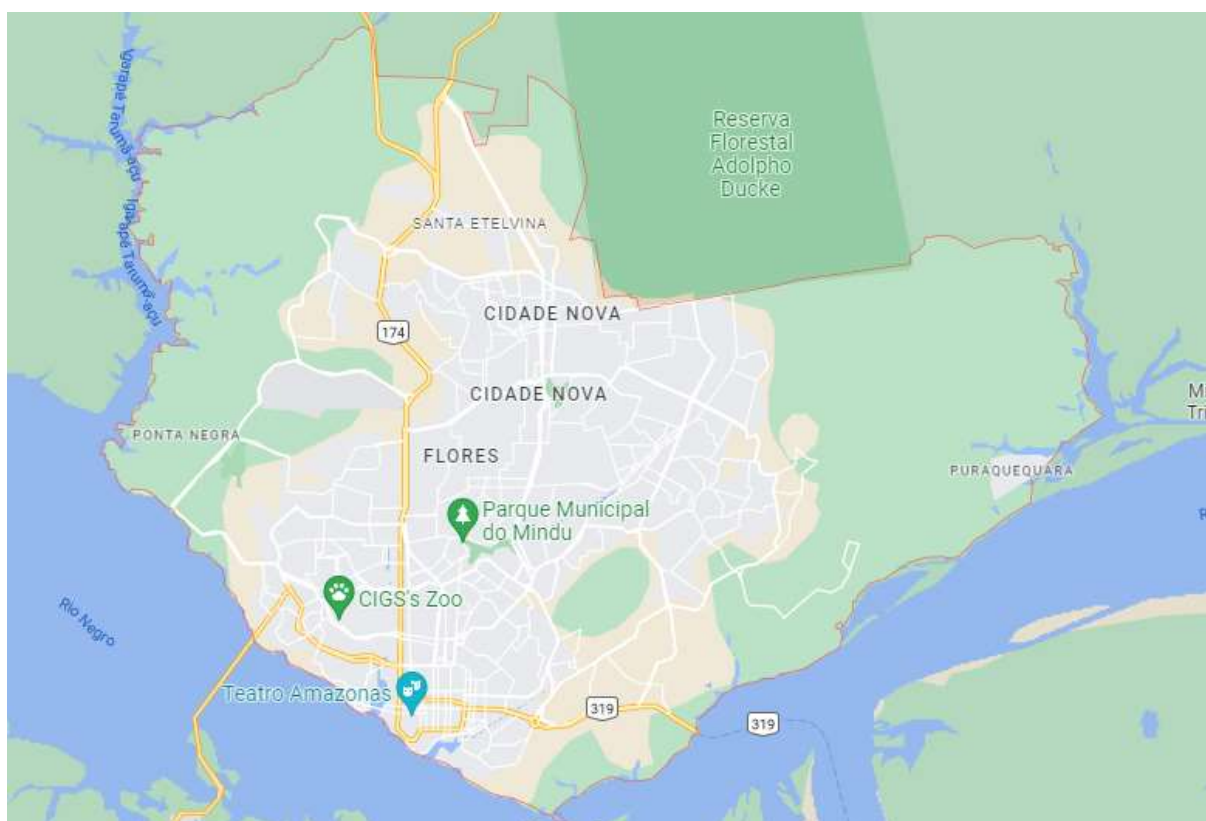 Igarapé Tarumã-açu
Igarapé Tarumã-açu
Reserva
Florestal
Adolpho
Ducke
SANTA ETELVINA
CIDADE NOVA
174
CIDADE NOVA
M
Tri
PONTA NEGRA
FLORES
PURAQUEQUARA
Parque Municipal
do Mindu
R
CIGS's Zoo
Rio Negro
Teatro Amazonas
319
319